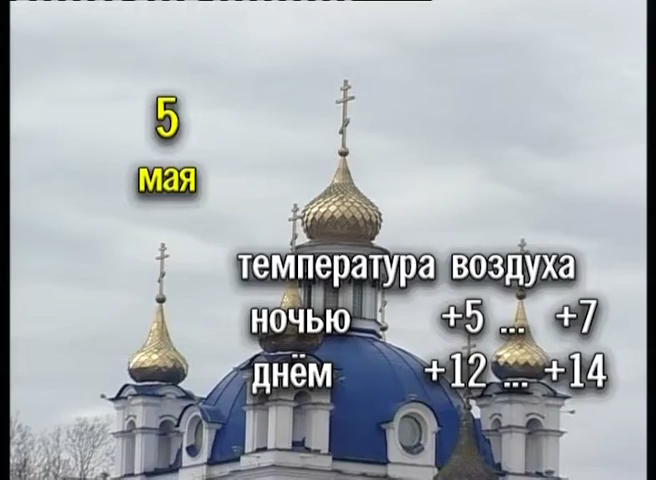 5
мая
температура воздуха
ночью +5 ... +7
днём +12 ... +14